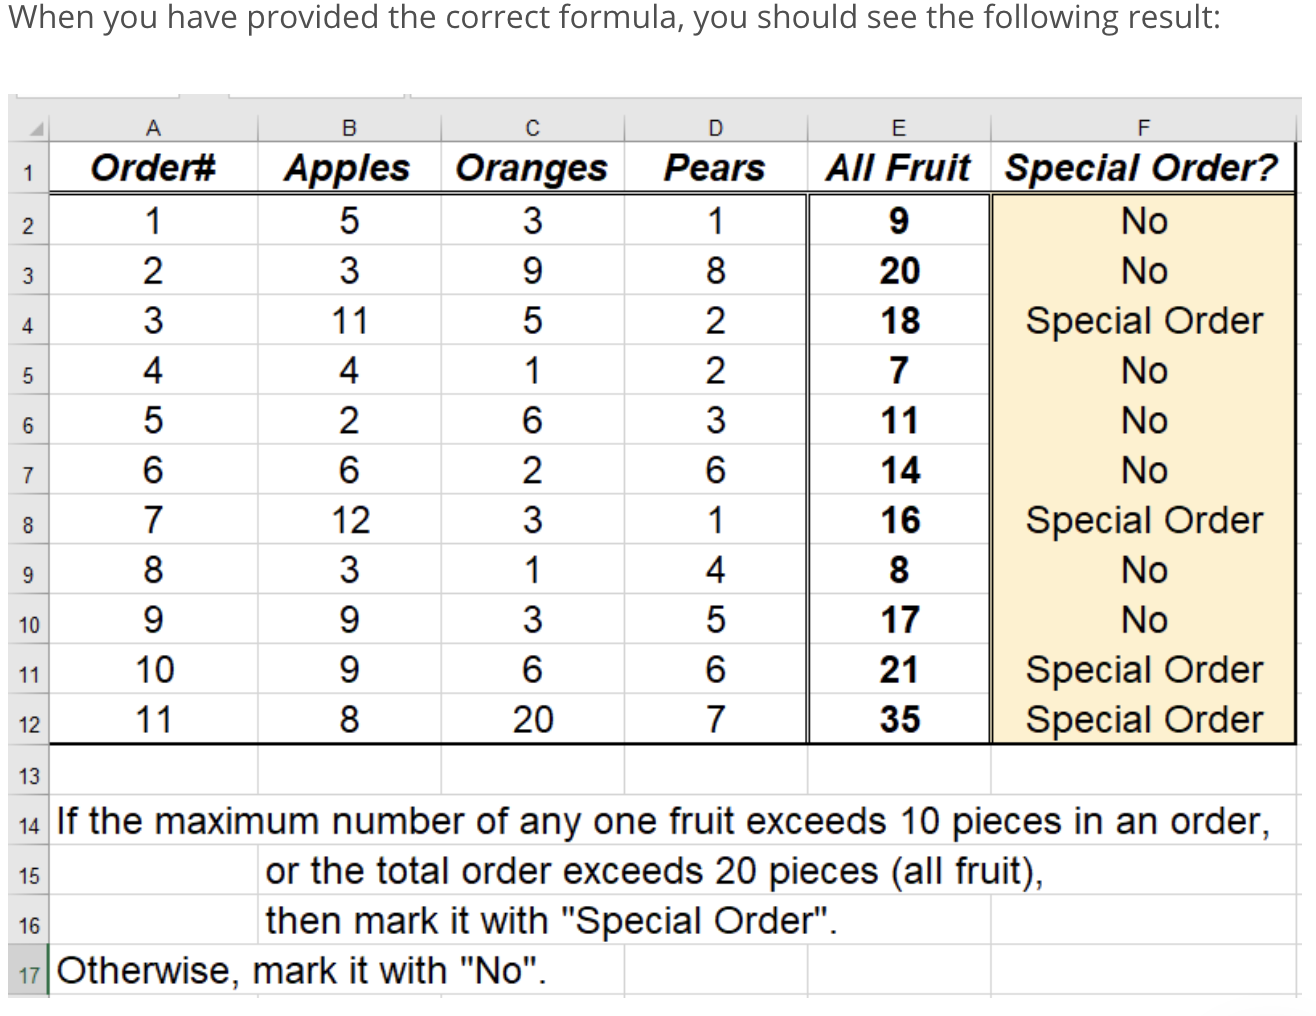 When you have provided the correct formula, you should see the following result:
A B C D E F
1 Order# Apples Oranges Pears All Fruit Special Order?
2 1 5 3 1 9 No
3 2 3 9 8 20 No
4 3 11 5 2 18 Special Order
5 4 4 1 2 7 No
6 5 2 6 3 11 No
7 6 6 2 6 14 No
8 7 12 3 1 16 Special Order
9 8 3 1 4 8 No
10 9 9 3 5 17 No
11 10 9 6 6 21 Special Order
12 11 8 20 7 35 Special Order
13
14 If the maximum number of any one fruit exceeds 10 pieces in an order,
15 or the total order exceeds 20 pieces (all fruit),
16 then mark it with "Special Order".
17 Otherwise, mark it with "No".